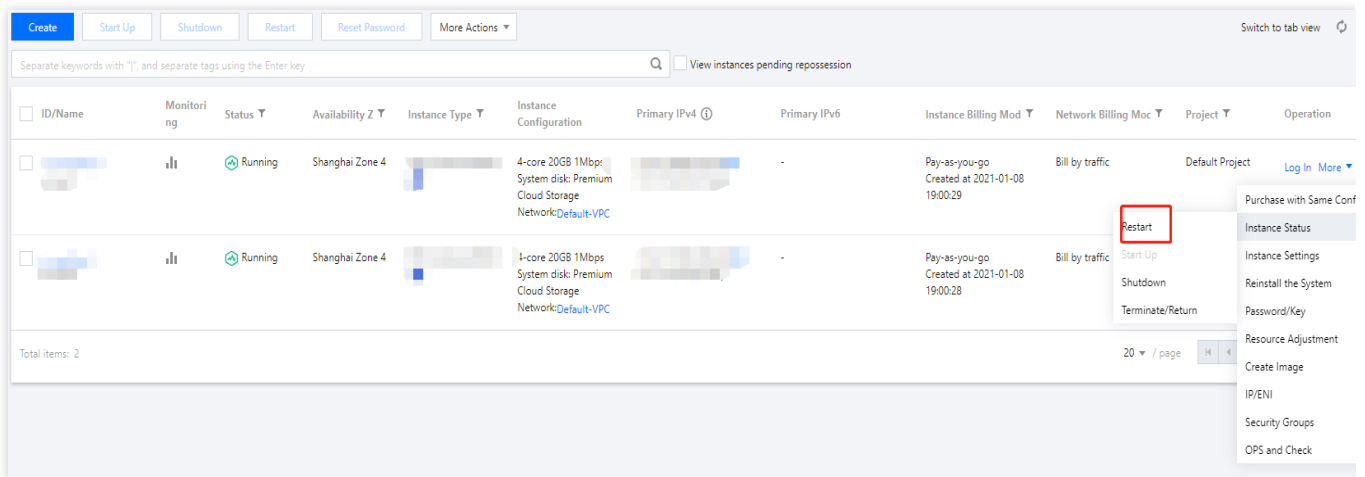 Create Start Up Shutdown Restart Reset Password More Actions Switch to tab view
Separate keywords with "|", and separate tags using the Enter key View instances pending repossession
ID/Name Monitori Status Availability Z Instance Type Instance Primary IPv4 Primary IPv6 Instance Billing Mod Network Billing Moc Project Operation
ng Configuration
Running Shanghai Zone 4 4-core 20GB 1Mbps - Pay-as-you-go Bill by traffic Default Project Log In More
System disk: Premium Created at 2021-01-08
Cloud Storage 19:00:29
Network:Default-VPC
Purchase with Same Conf
Restart Instance Status
Running Shanghai Zone 4 4-core 20GB 1Mbps - Pay-as-you-go Bill by traffic Start Up Instance Settings
System disk: Premium Created at 2021-01-08 Shutdown Reinstall the System
Cloud Storage 19:00:28
Network:Default-VPC Terminate/Return Password/Key
Total items: 2 20 / page Resource Adjustment
Create Image
IP/ENI
Security Groups
OPS and Check